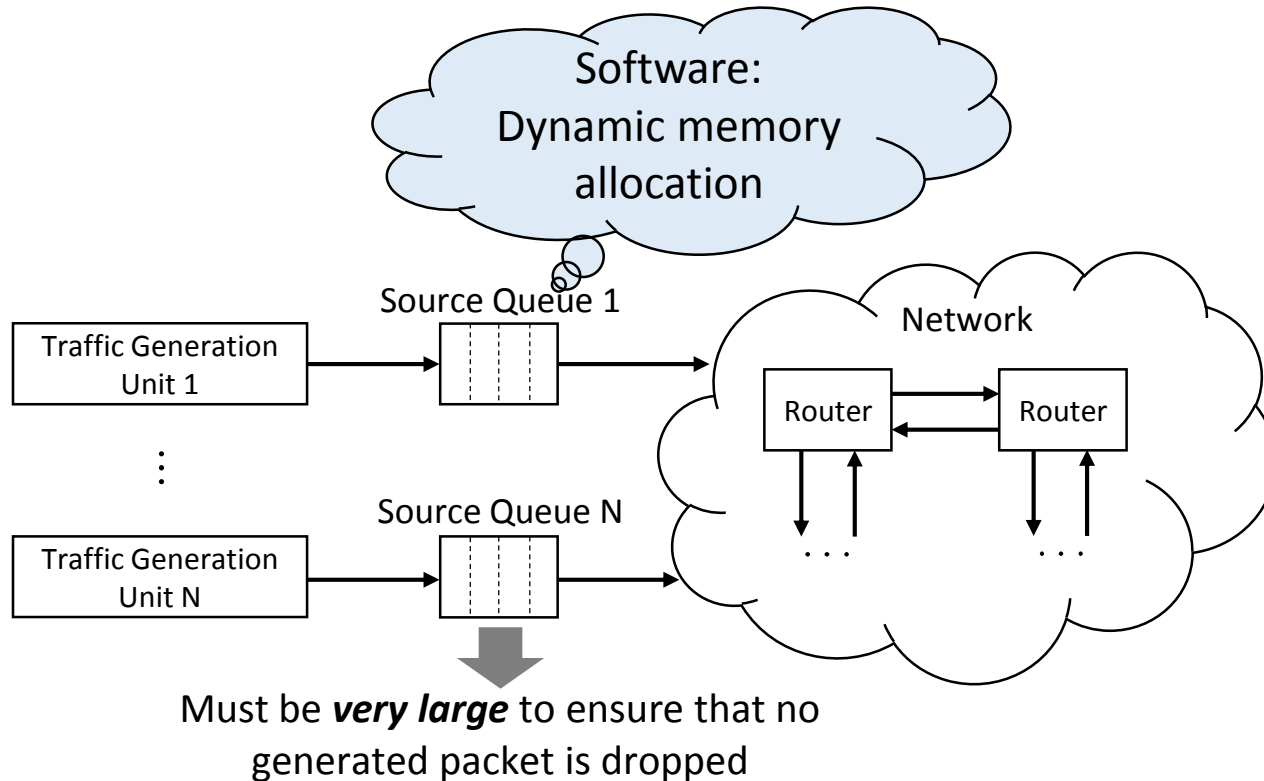 Software:
Dynamic memory
allocation
Source Queue 1
Network
Traffic Generation
Unit 1
Router
Router
⋮
Source Queue N
Traffic Generation
Unit N
. . .
. . .
Must be very large to ensure that no
generated packet is dropped